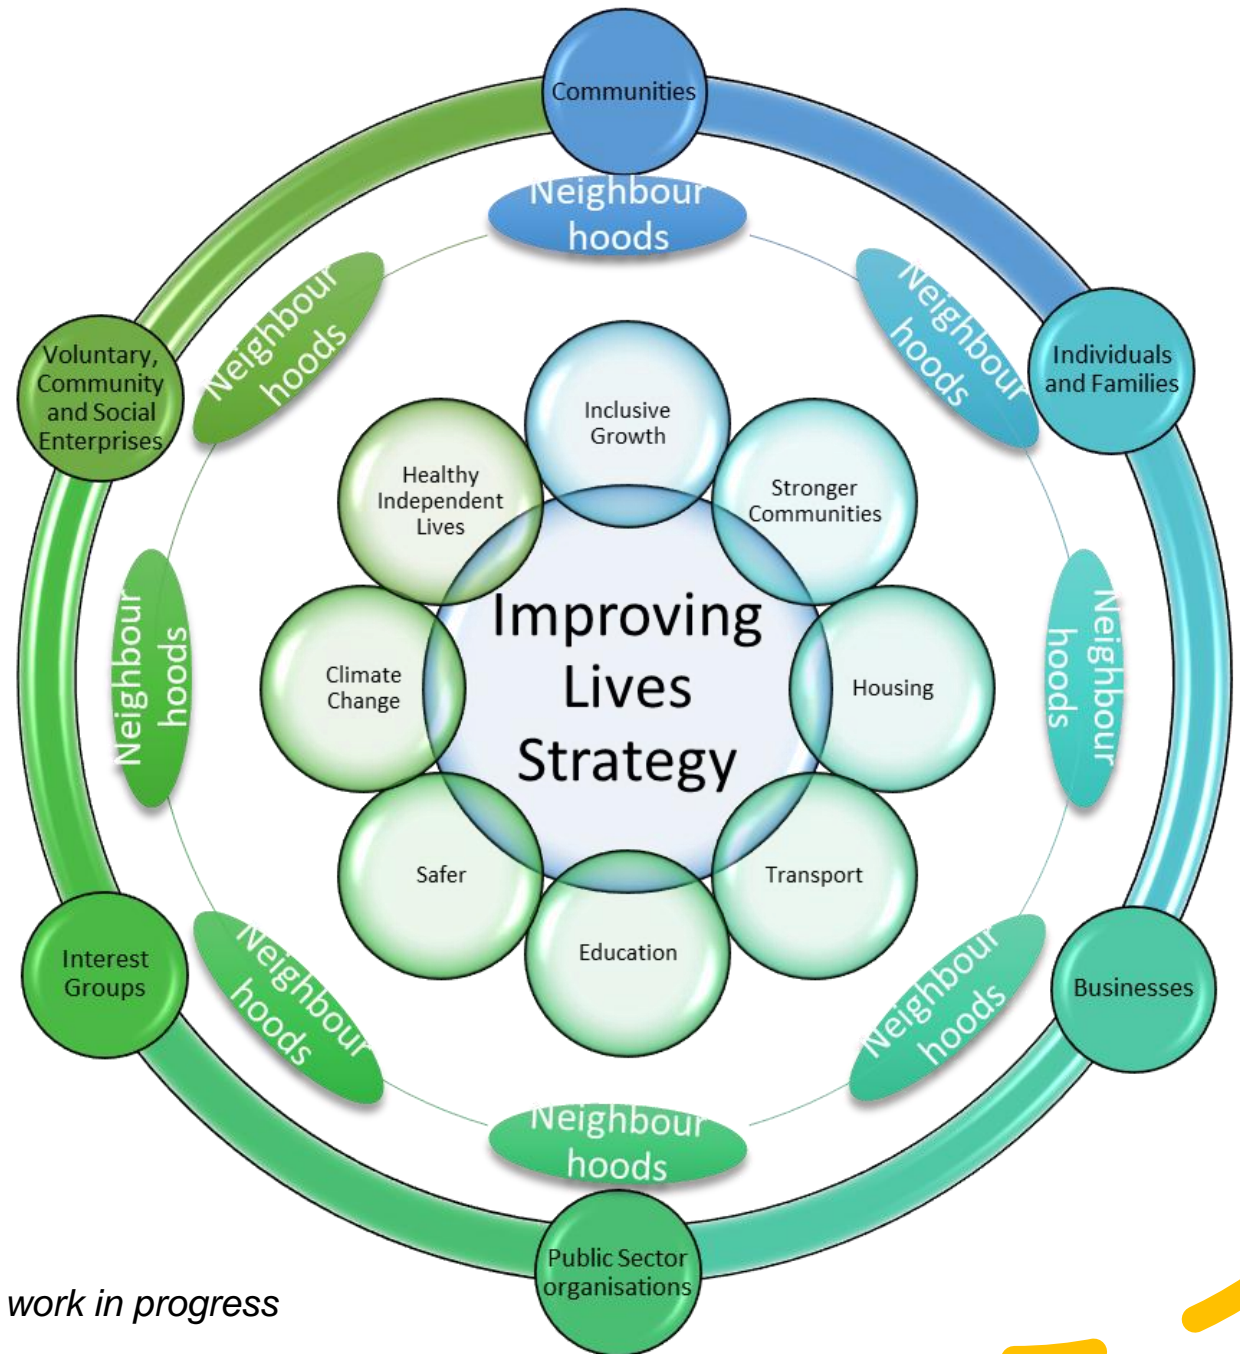 Communities
Neighbour
hoods
Neighbour
hoods
Neighbour
hoods
Voluntary,
Community
and Social
Enterprises
Individuals
and Families
Inclusive
Growth
Healthy
Independent
Lives
Stronger
Communities
Improving
Lives
Strategy
Climate
Change
Housing
Neighbour
hoods
Neighbour
hoods
Safer
Transport
Education
Interest
Groups
Businesses
Neighbour
hoods
Neighbour
hoods
Neighbour
hoods
Public Sector
organisations
work in progress